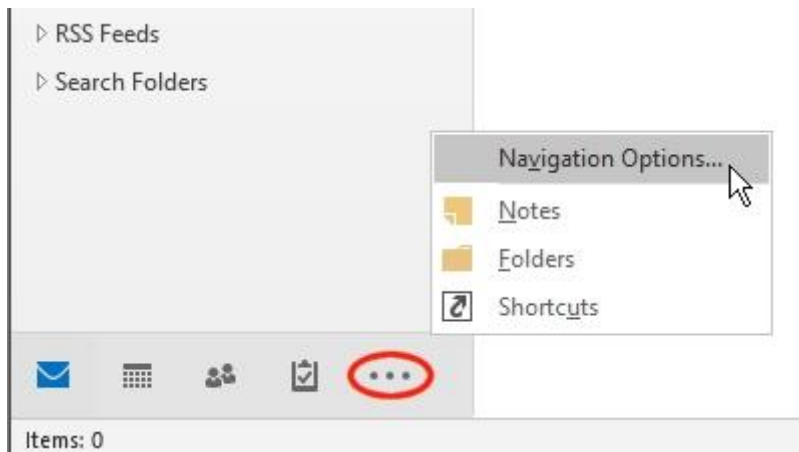 RSS Feeds
Search Folders
Navigation Options...
Notes
Folders
Shortcuts
Items: 0